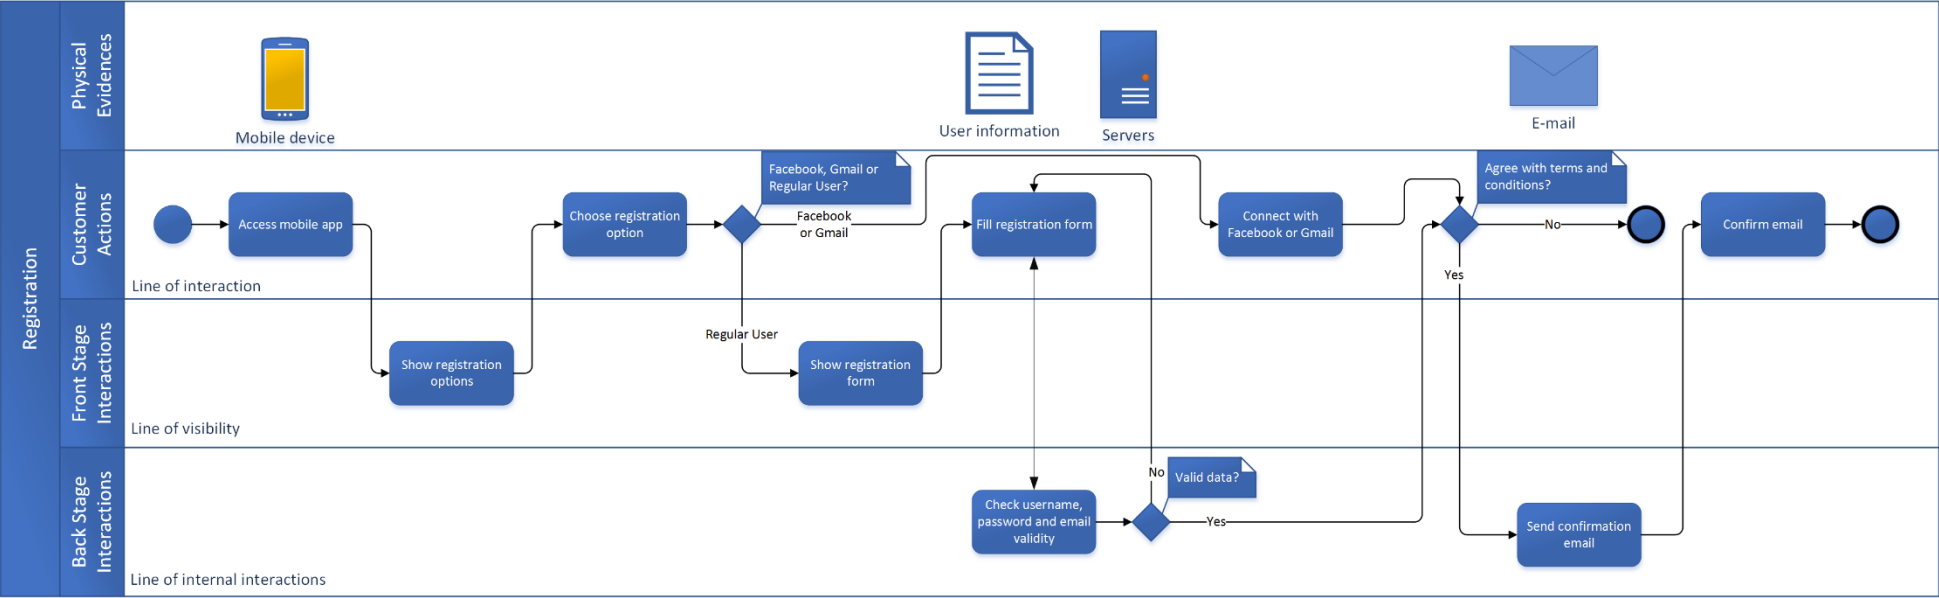 Registration
Physical
Evidences
Mobile device
User information
Servers
E-mail
Customer
Actions
Access mobile app
Choose registration
option
Facebook, Gmail or
Regular User?
Facebook
or Gmail
Fill registration form
Connect with
Facebook or Gmail
Agree with terms and
conditions?
No
Yes
Confirm email
Line of interaction
Front Stage
Interactions
Regular User
Show registration
options
Show registration
form
Line of visibility
Back Stage
Interactions
No
Valid data?
Check username,
password and email
validity
Yes
Send confirmation
email
Line of internal interactions